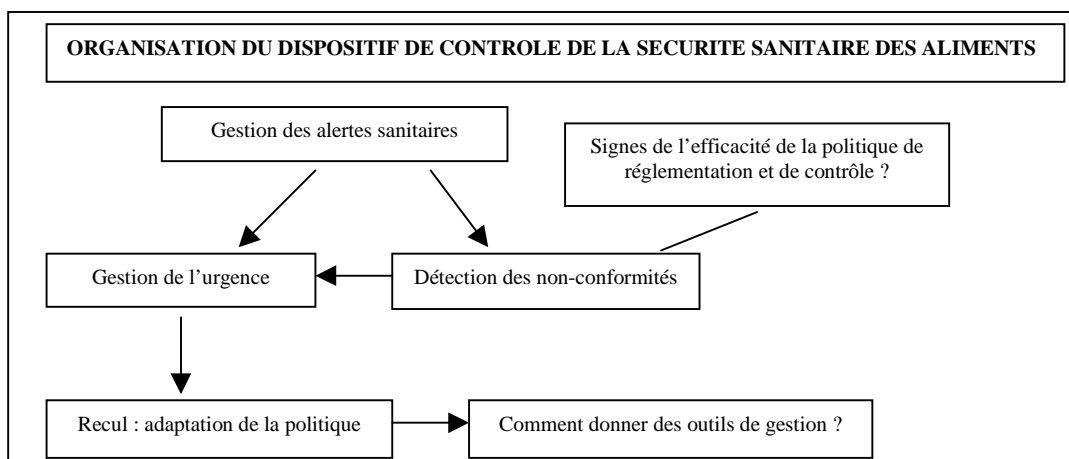 ORGANISATION DU DISPOSITIF DE CONTROLE DE LA SECURITE SANITAIRE DES ALIMENTS
Gestion des alertes sanitaires
Signes de l’efficacité de la politique de
réglementation et de contrôle ?
Gestion de l’urgence
Détection des non-conformités
Recul : adaptation de la politique
Comment donner des outils de gestion ?